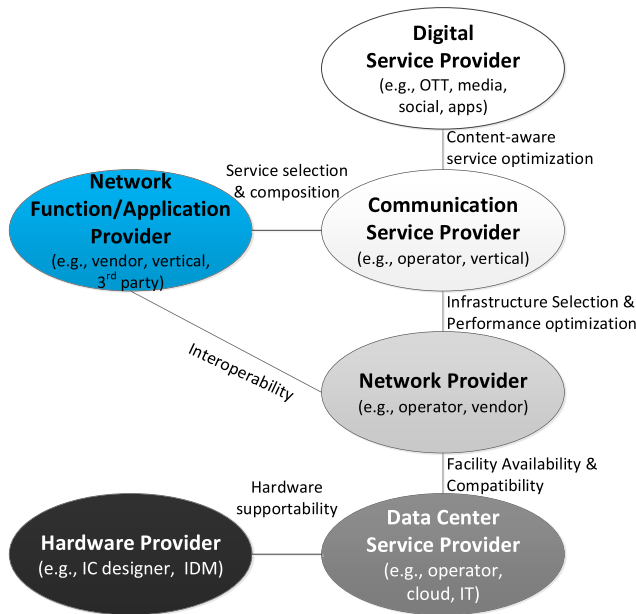 Digital
Service Provider
(e.g., OTT, media,
social, apps)
Content-aware
service optimization
Service selection
& composition
Network
Function/Application
Provider
(e.g., vendor, vertical,
3rd party)
Communication
Service Provider
(e.g., operator, vertical)
Infrastructure Selection &
Performance optimization
Interoperability
Network Provider
(e.g., operator, vendor)
Facility Availability &
Compatibility
Hardware
supportability
Hardware Provider
(e.g., IC designer, IDM)
Data Center
Service Provider
(e.g., operator,
cloud, IT)